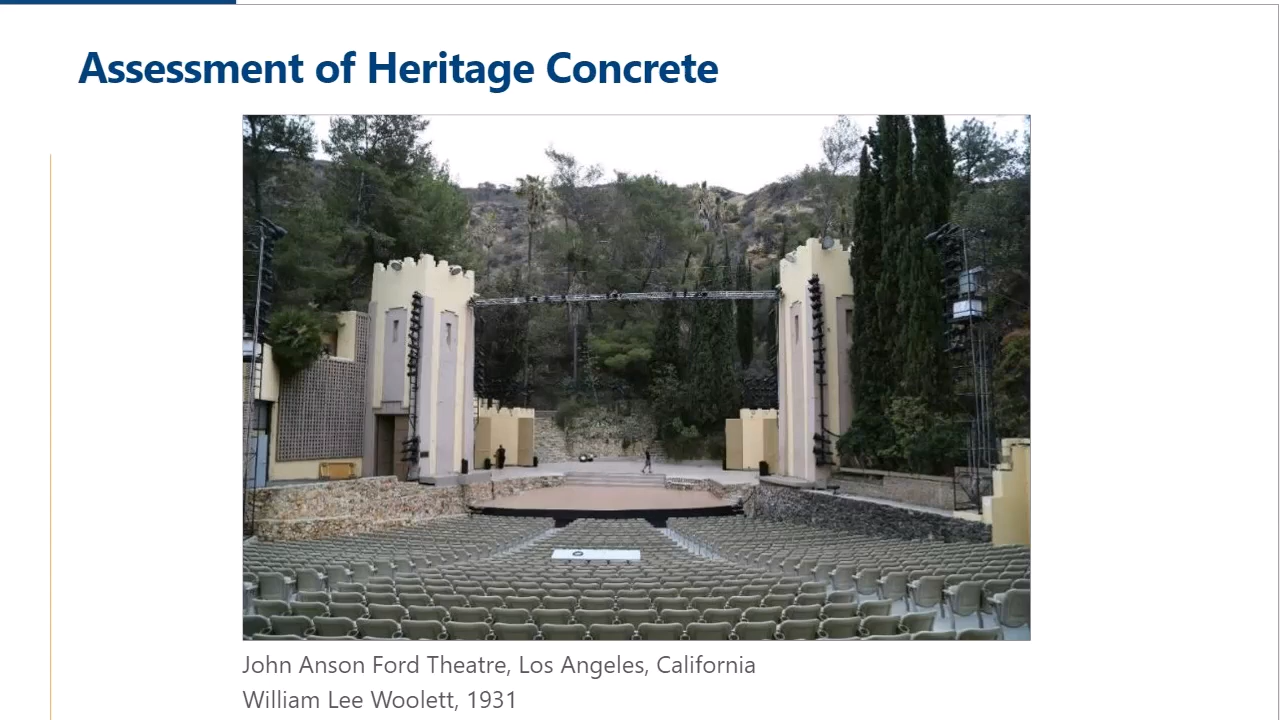 Assessment of Heritage Concrete
John Anson Ford Theatre, Los Angeles, California
William Lee Woolett, 1931